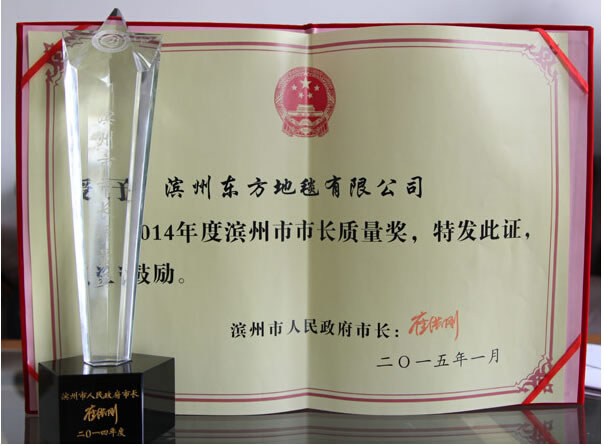 滨州东方地毯有限公司
2014年度滨州市市长质量奖，特发此证，
鼓励。
滨州市人民政府市长：
二〇一五年一月
滨州市
滨州市人民政府市长
二〇一四年度